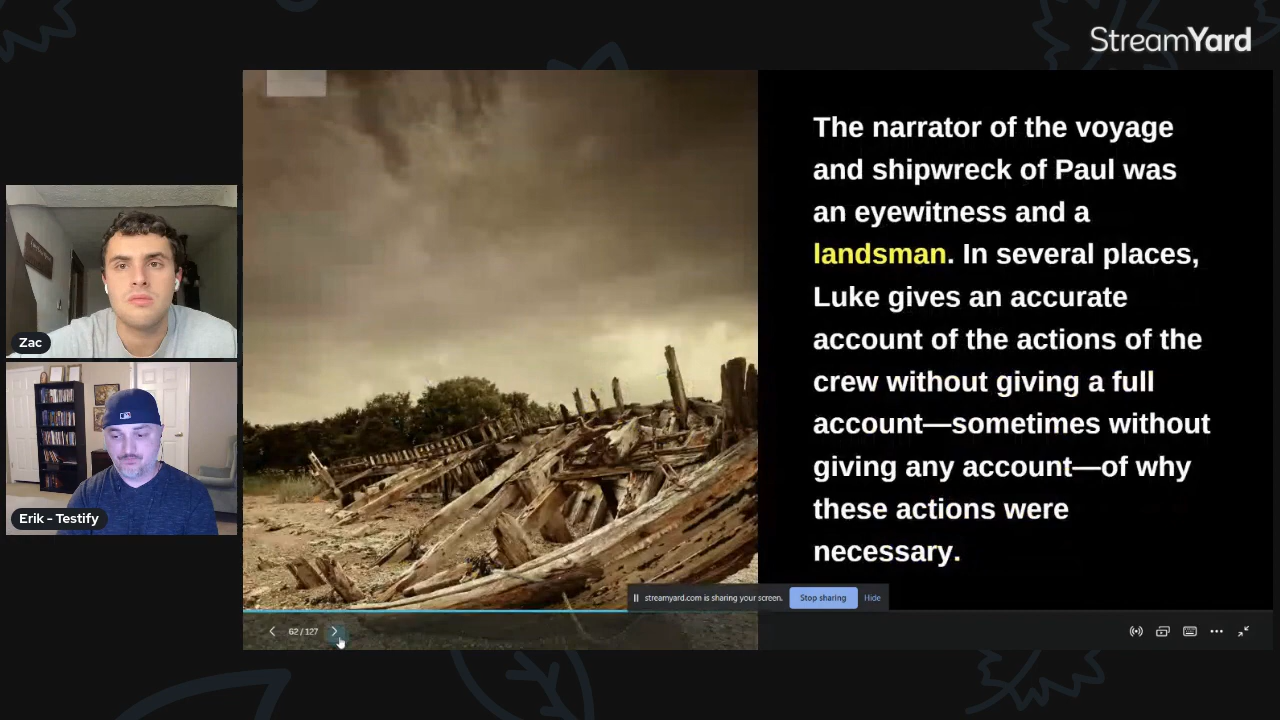 StreamYard
The narrator of the voyage
and shipwreck of Paul was
an eyewitness and a
landsman. In several places,
Luke gives an accurate
account of the actions of the
crew without giving a full
account—sometimes without
giving any account—of why
these actions were
necessary.
Zac
Erik - Testify
streamyard.com is sharing your screen.
Stop sharing
Hide
62 / 127